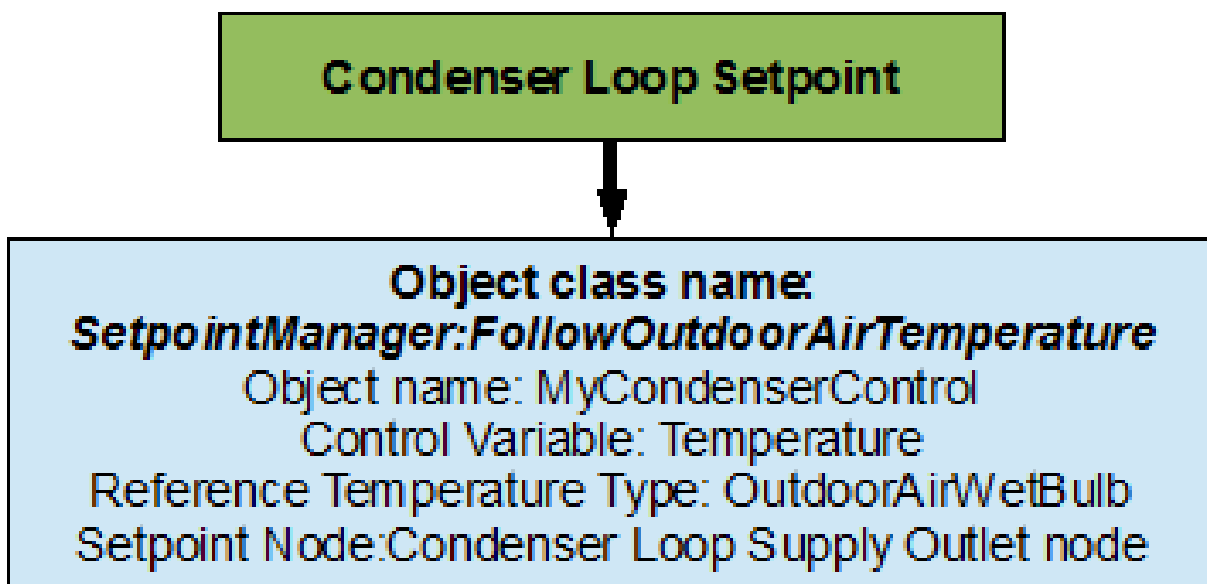 Condenser Loop Setpoint
Object class name:
SetpointManager:FollowOutdoorAirTemperature
Object name: MyCondenserControl
Control Variable: Temperature
Reference Temperature Type: OutdoorAirWetBulb
Setpoint Node:Condenser Loop Supply Outlet node